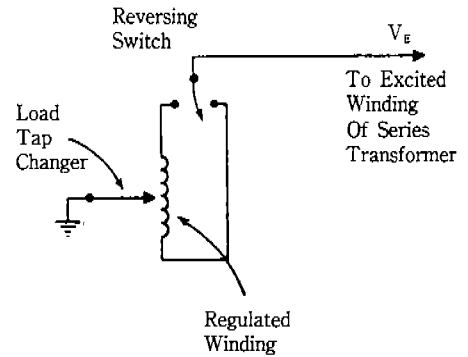 Reversing
Switch
V_E
To Excited
Winding
Of Series
Transformer
Load
Tap
Changer
Regulated
Winding